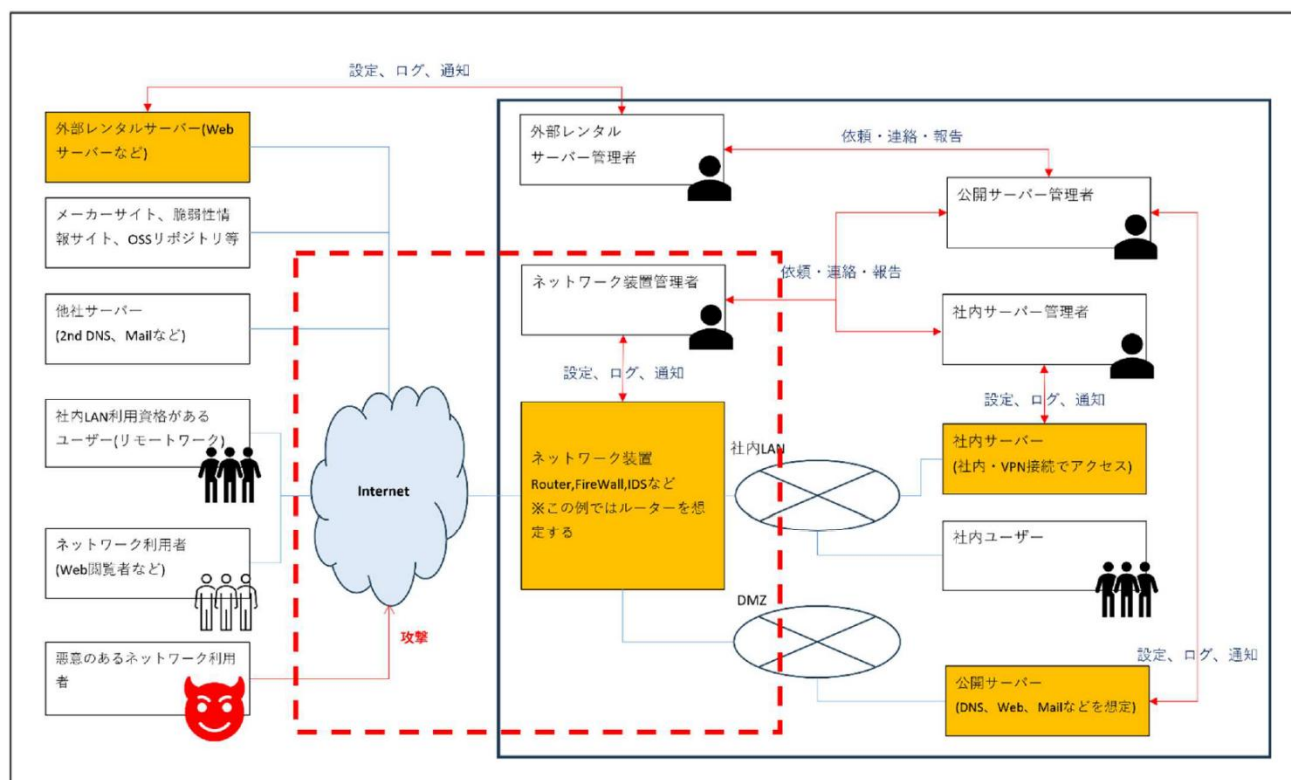 設定、ログ、通知
外部レンタルサーバー(Web
サーバーなど)
外部レンタル
サーバー管理者
依頼・連絡・報告
公開サーバー管理者
メーカーサイト、脆弱性情
報サイト、OSSリポジトリ等
ネットワーク装置管理者
依頼・連絡・報告
社内サーバー管理者
他社サーバー
(2nd DNS、Mailなど)
設定、ログ、通知
設定、ログ、通知
社内LAN利用資格がある
ユーザー(リモートワーク)
Internet
ネットワーク装置
Router,FireWall,IDSなど
※この例ではルーターを想
定する
社内LAN
社内サーバー
(社内・VPN接続でアクセス)
社内ユーザー
ネットワーク利用者
(Web閲覧者など)
DMZ
攻撃
悪意のあるネットワーク利用
者
設定、ログ、通知
公開サーバー
(DNS、Web、Mailなどを想定)